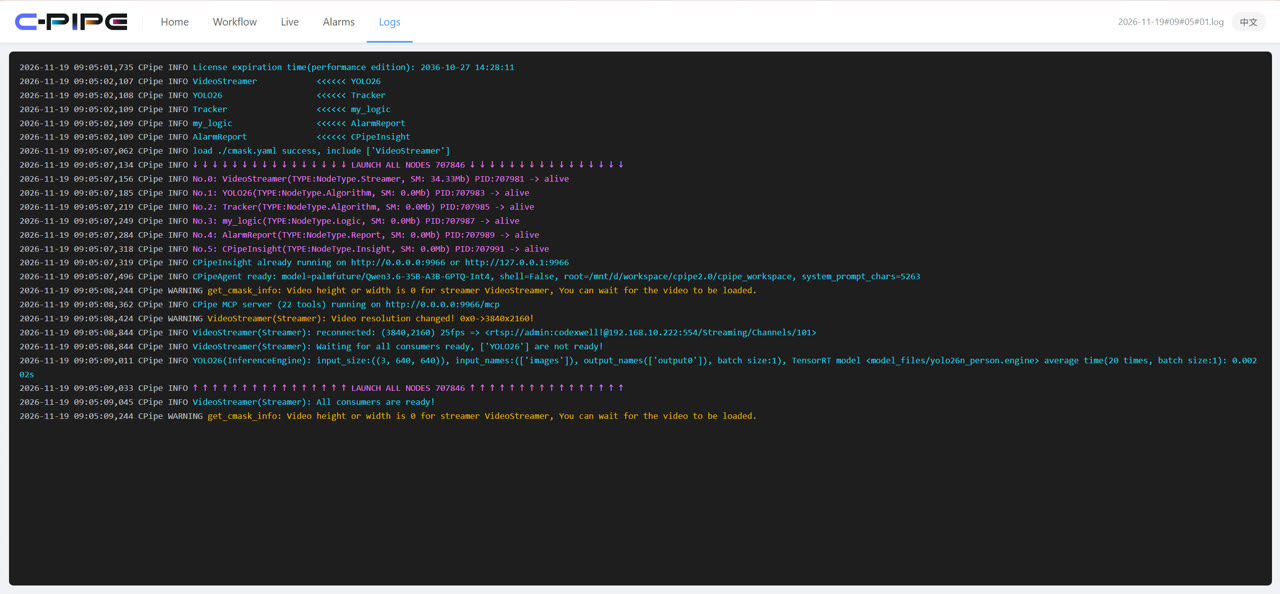 C-PIPE Home Workflow Live Alarms Logs 2026-11-19#09#05#01.log 中文
2026-11-19 09:05:01,735 CPipe INFO License expiration time(performance edition): 2036-10-27 14:28:11
2026-11-19 09:05:02,107 CPipe INFO VideoStreamer <<<<<< YOLO26
2026-11-19 09:05:02,108 CPipe INFO YOLO26 <<<<<< Tracker
2026-11-19 09:05:02,109 CPipe INFO Tracker <<<<<< my_logic
2026-11-19 09:05:02,109 CPipe INFO my_logic <<<<<< AlarmReport
2026-11-19 09:05:02,109 CPipe INFO AlarmReport <<<<<< CPipeInsight
2026-11-19 09:05:07,062 CPipe INFO load ./cmask.yaml success, include ['VideoStreamer']
2026-11-19 09:05:07,134 CPipe INFO ↓ ↓ ↓ ↓ ↓ ↓ ↓ ↓ ↓ ↓ ↓ ↓ ↓ ↓ ↓ ↓ LAUNCH ALL NODES 707846 ↓ ↓ ↓ ↓ ↓ ↓ ↓ ↓ ↓ ↓ ↓ ↓ ↓ ↓ ↓ ↓
2026-11-19 09:05:07,156 CPipe INFO No.0: VideoStreamer(TYPE:NodeType.Streamer, SM: 34.33Mb) PID:707981 -> alive
2026-11-19 09:05:07,185 CPipe INFO No.1: YOLO26(TYPE:NodeType.Algorithm, SM: 0.0Mb) PID:707983 -> alive
2026-11-19 09:05:07,219 CPipe INFO No.2: Tracker(TYPE:NodeType.Algorithm, SM: 0.0Mb) PID:707985 -> alive
2026-11-19 09:05:07,249 CPipe INFO No.3: my_logic(TYPE:NodeType.Logic, SM: 0.0Mb) PID:707987 -> alive
2026-11-19 09:05:07,284 CPipe INFO No.4: AlarmReport(TYPE:NodeType.Report, SM: 0.0Mb) PID:707989 -> alive
2026-11-19 09:05:07,318 CPipe INFO No.5: CPipeInsight(TYPE:NodeType.Insight, SM: 0.0Mb) PID:707991 -> alive
2026-11-19 09:05:07,319 CPipe INFO CPipeInsight already running on http://0.0.0.0:9966 or http://127.0.0.1:9966
2026-11-19 09:05:07,496 CPipe INFO CPipeAgent ready: model=palmfuture/Qwen3.6-35B-A3B-GPTQ-Int4, shell=False, root=/mnt/d/workspace/cpipe2.0/cpipe_workspace, system_prompt_chars=5263
2026-11-19 09:05:08,244 CPipe WARNING get_cmask_info: Video height or width is 0 for streamer VideoStreamer, You can wait for the video to be loaded.
2026-11-19 09:05:08,362 CPipe INFO CPipe MCP server (22 tools) running on http://0.0.0.0:9966/mcp
2026-11-19 09:05:08,424 CPipe WARNING VideoStreamer(Streamer): Video resolution changed! 0x0->3840x2160!
2026-11-19 09:05:08,844 CPipe INFO VideoStreamer(Streamer): reconnected: (3840,2160) 25fps => <rtsp://admin:codexwell!@192.168.10.222:554/Streaming/Channels/101>
2026-11-19 09:05:08,844 CPipe INFO VideoStreamer(Streamer): Waiting for all consumers ready, ['YOLO26'] are not ready!
2026-11-19 09:05:09,011 CPipe INFO YOLO26(InferenceEngine): input_size:((3, 640, 640)), input_names:(['images']), output_names(['output0']), batch size:1), TensorRT model <model_files/yolo26n_person.engine> average time(20 times, batch size:1): 0.002
02s
2026-11-19 09:05:09,033 CPipe INFO ↑ ↑ ↑ ↑ ↑ ↑ ↑ ↑ ↑ ↑ ↑ ↑ ↑ ↑ ↑ ↑ LAUNCH ALL NODES 707846 ↑ ↑ ↑ ↑ ↑ ↑ ↑ ↑ ↑ ↑ ↑ ↑ ↑ ↑ ↑ ↑
2026-11-19 09:05:09,045 CPipe INFO VideoStreamer(Streamer): All consumers are ready!
2026-11-19 09:05:09,244 CPipe WARNING get_cmask_info: Video height or width is 0 for streamer VideoStreamer, You can wait for the video to be loaded.